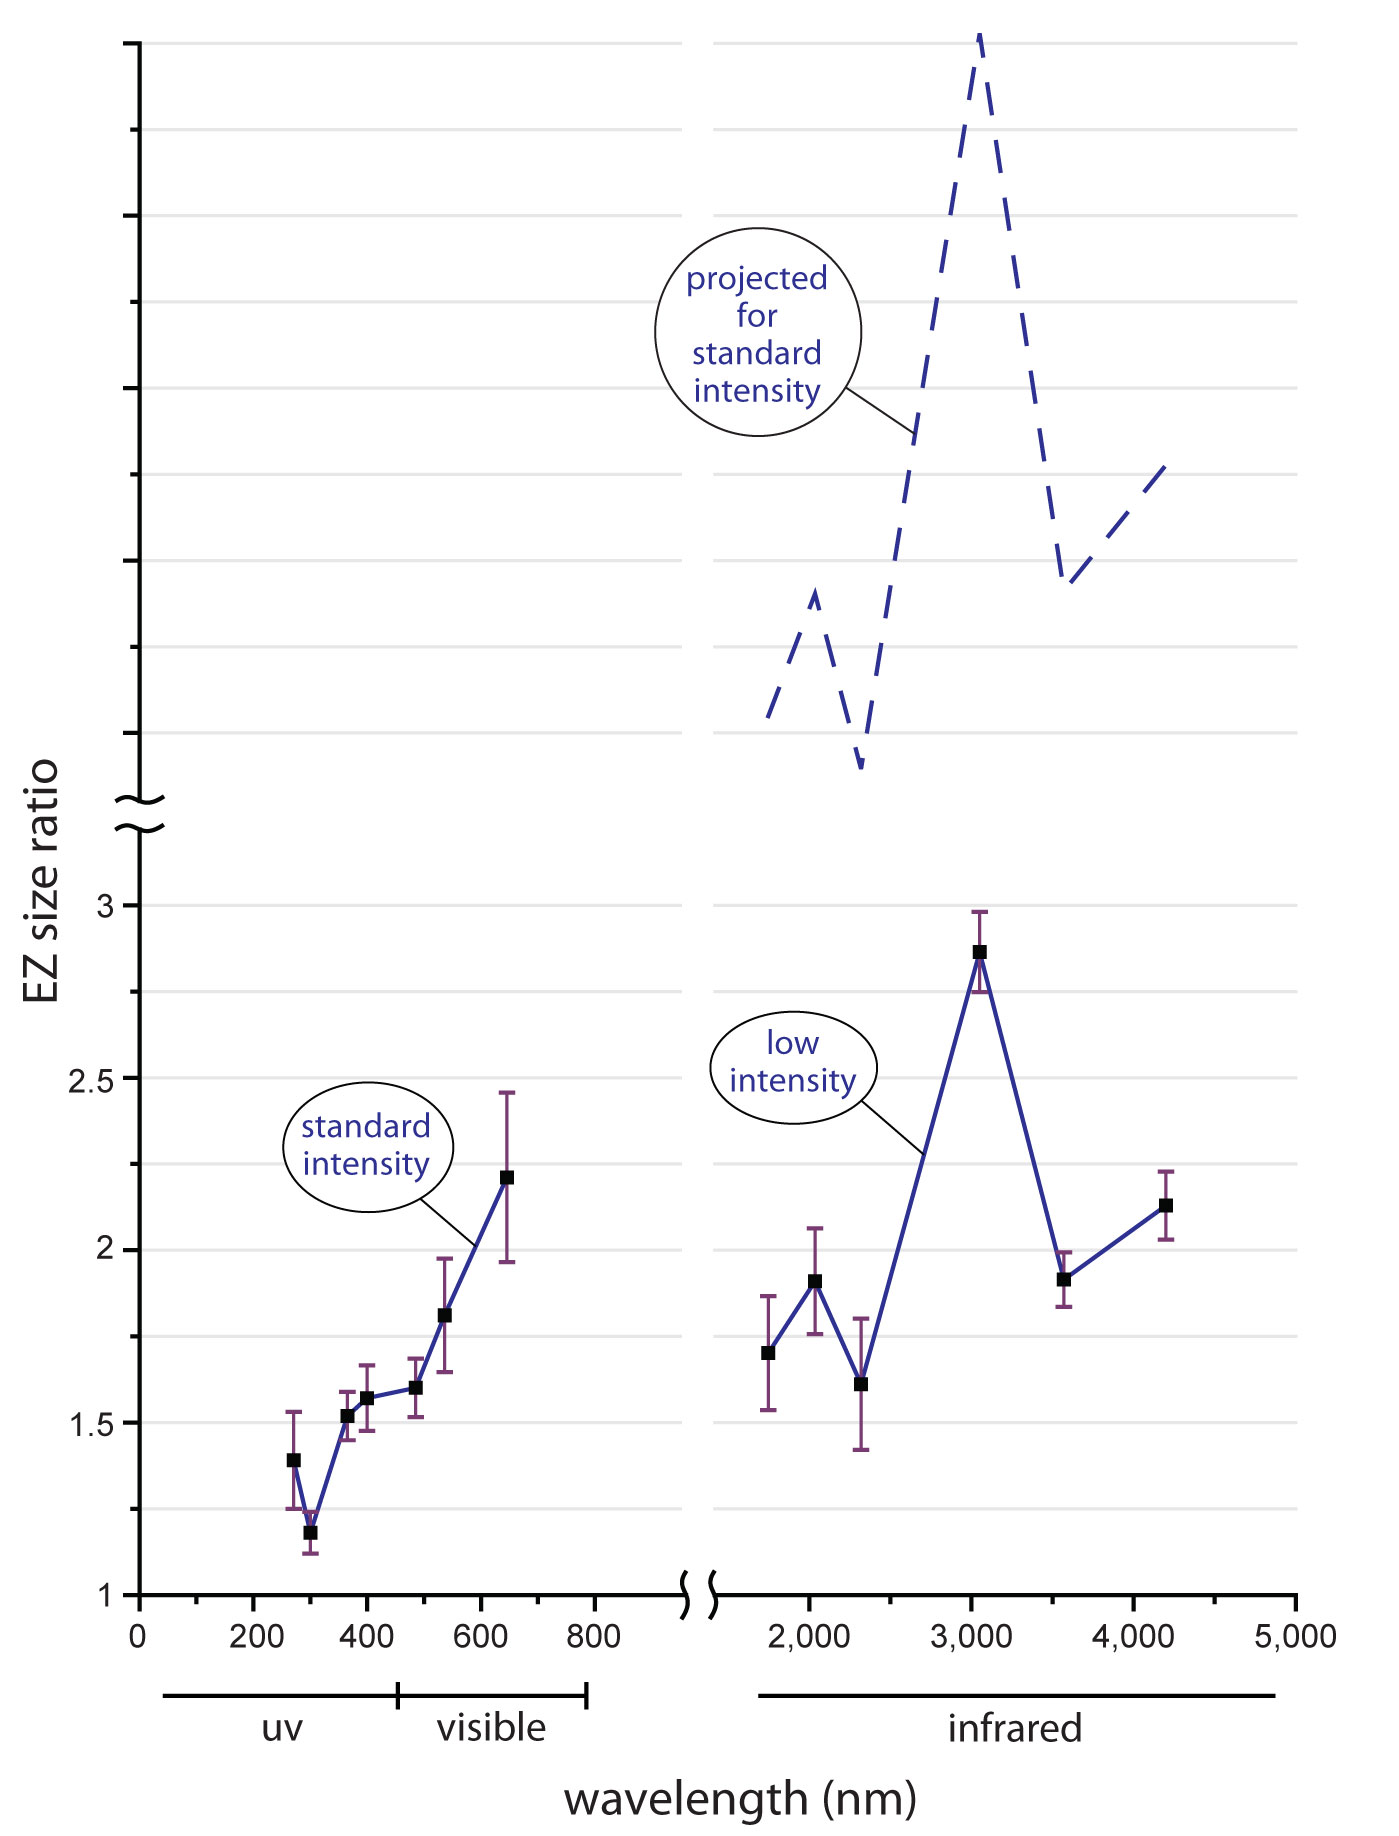 projected
for
standard
intensity
EZ size ratio
3
low
intensity
2.5
standard
intensity
2
1.5
1
0 200 400 600 800 2,000 3,000 4,000 5,000
uv visible infrared
wavelength (nm)